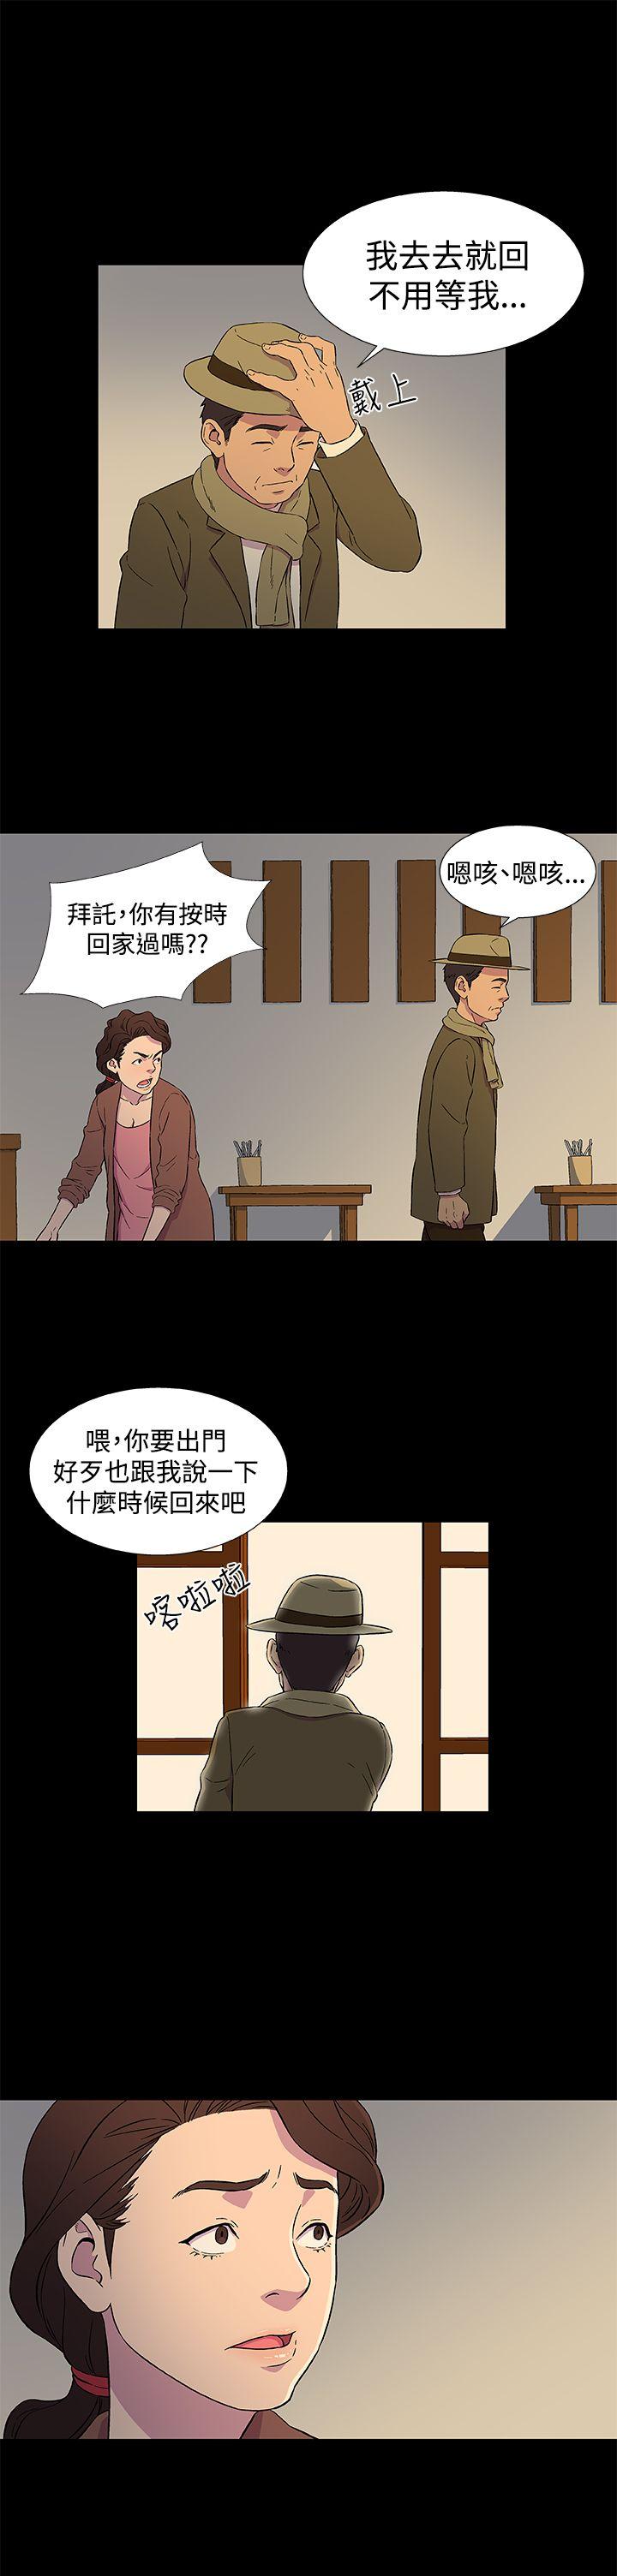 我去去就回
不用等我...
戴上
拜託,你有按時
回家過嗎??
嗯咳、嗯咳...
喂,你要出門
好歹也跟我說一下
什麼時候回來吧
喀啦啦